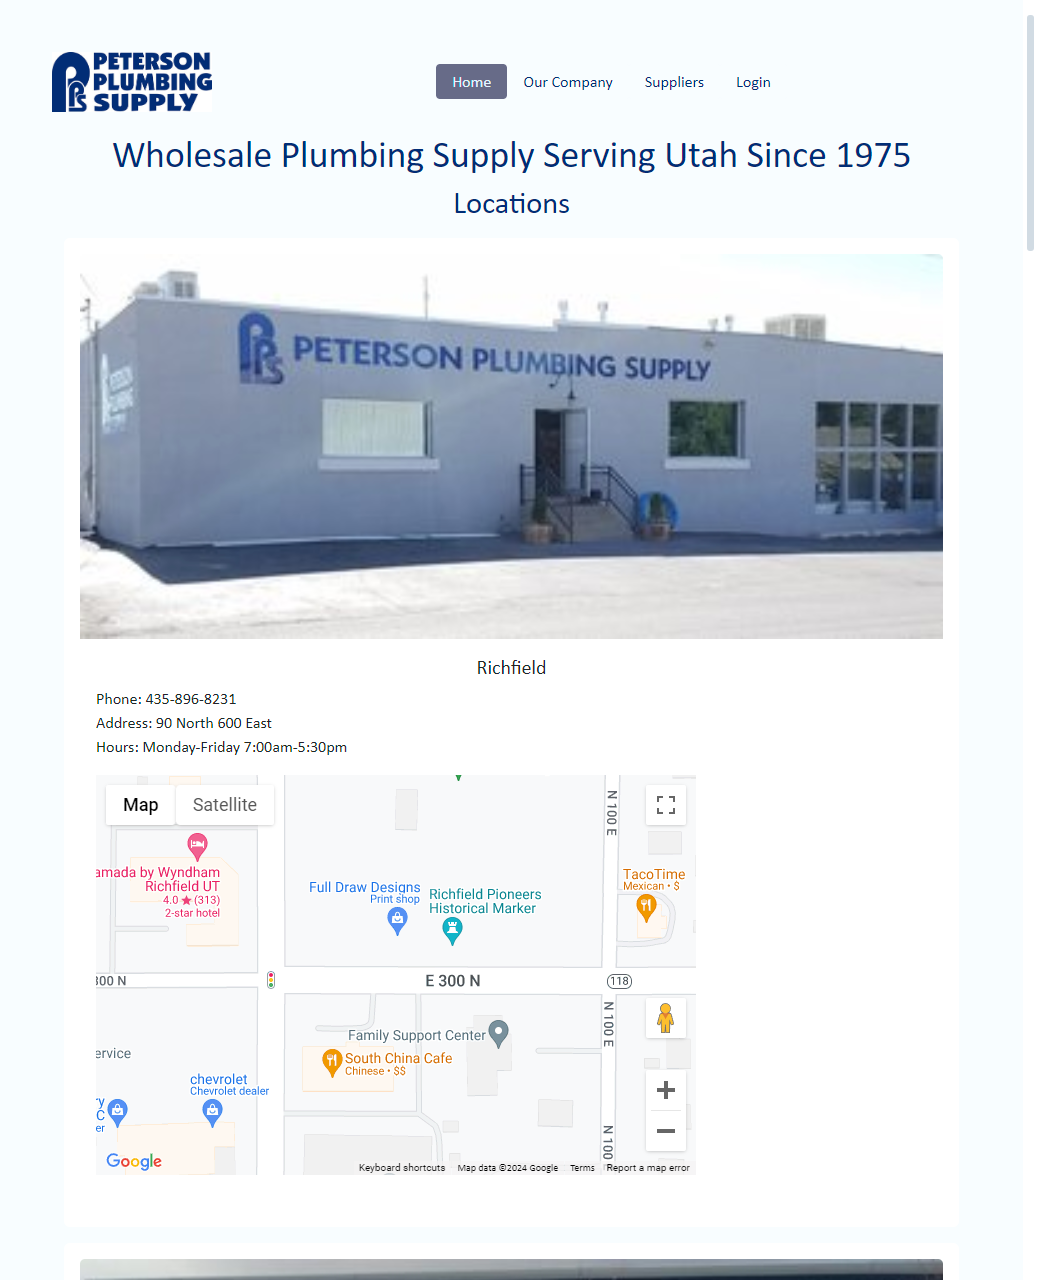 PETERSON
PLUMBING
SUPPLY
Home
Our Company
Suppliers
Login
Wholesale Plumbing Supply Serving Utah Since 1975
Locations
PETERSON PLUMBING SUPPLY
Richfield
Phone: 435-896-8231
Address: 90 North 600 East
Hours: Monday-Friday 7:00am-5:30pm
Map
Satellite
N 100 E
amada by Wyndham
Richfield UT
4.0 ★ (313)
2-star hotel
TacoTime
Mexican • $
Full Draw Designs
Print shop
Richfield Pioneers
Historical Marker
300 N
E 300 N
118
N 100 E
Family Support Center
ervice
South China Cafe
Chinese • $$
chevrolet
Chevrolet dealer
ry
C
er
N 100
Google
Keyboard shortcuts
Map data ©2024 Google
Terms
Report a map error